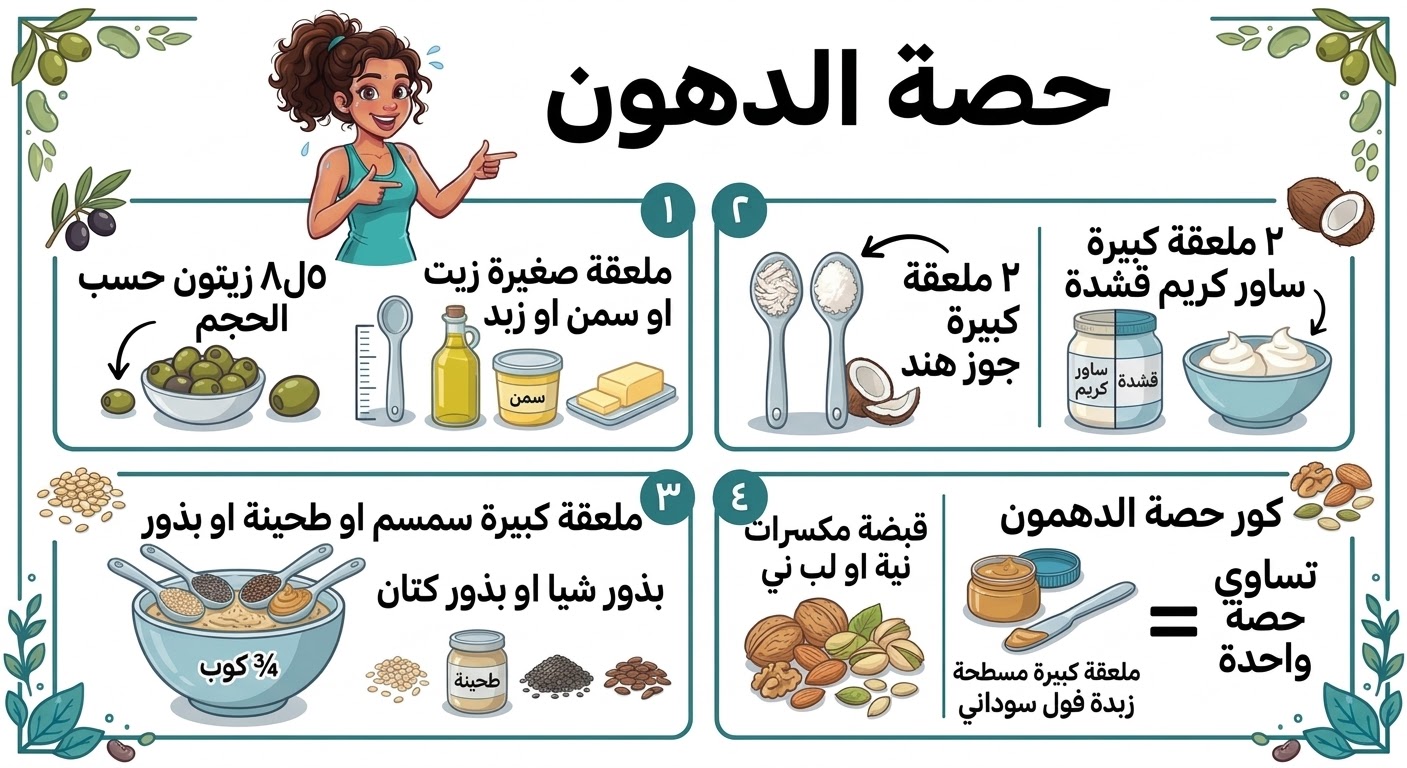 حصة الدهون
١
ملعقة صغيرة زيت
او سمن او زبد
سمن
٥ل٨ زيتون حسب
الحجم
٢
٢ ملعقة
كبيرة
جوز هند
٢ ملعقة كبيرة
ساور كريم قشدة
ساور
كريم
قشدة
٣
ملعقة كبيرة سمسم او طحينة او بذور
بذور شيا او بذور كتان
¾ كوب
طحينة
٤
قبضة مكسرات
نية او لب ني
كور حصة الدهمون
تساوي
حصة
واحدة
=
ملعقة كبيرة مسطحة
زبدة فول سوداني